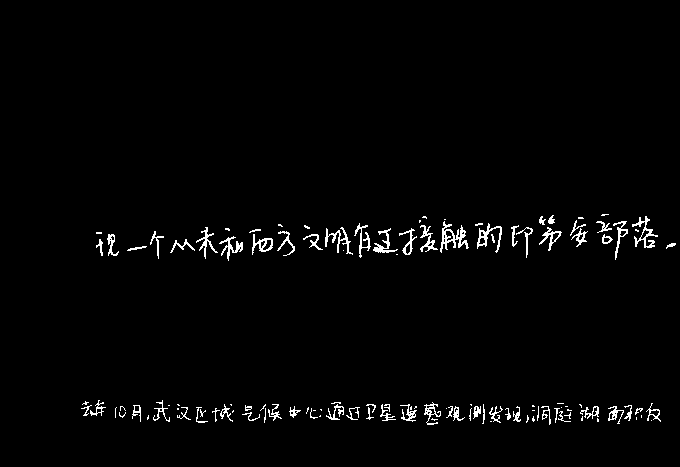 现一个从未和西方文明有过接触的印第安部落。
去年10月,武汉区域气候中心通过卫星遥感观测发现,洞庭湖面积仅